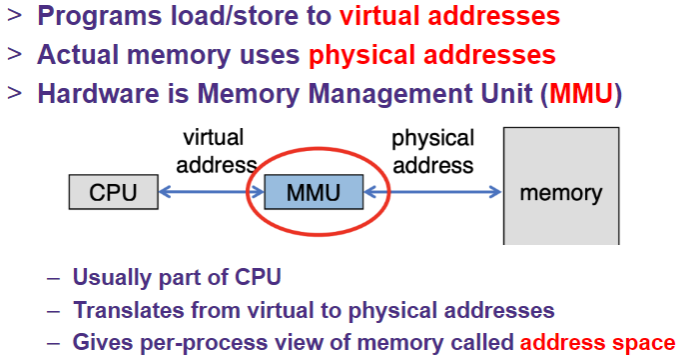 > Programs load/store to virtual addresses
> Actual memory uses physical addresses
> Hardware is Memory Management Unit (MMU)
virtual
address
physical
address
CPU
MMU
memory
– Usually part of CPU
– Translates from virtual to physical addresses
– Gives per-process view of memory called address space